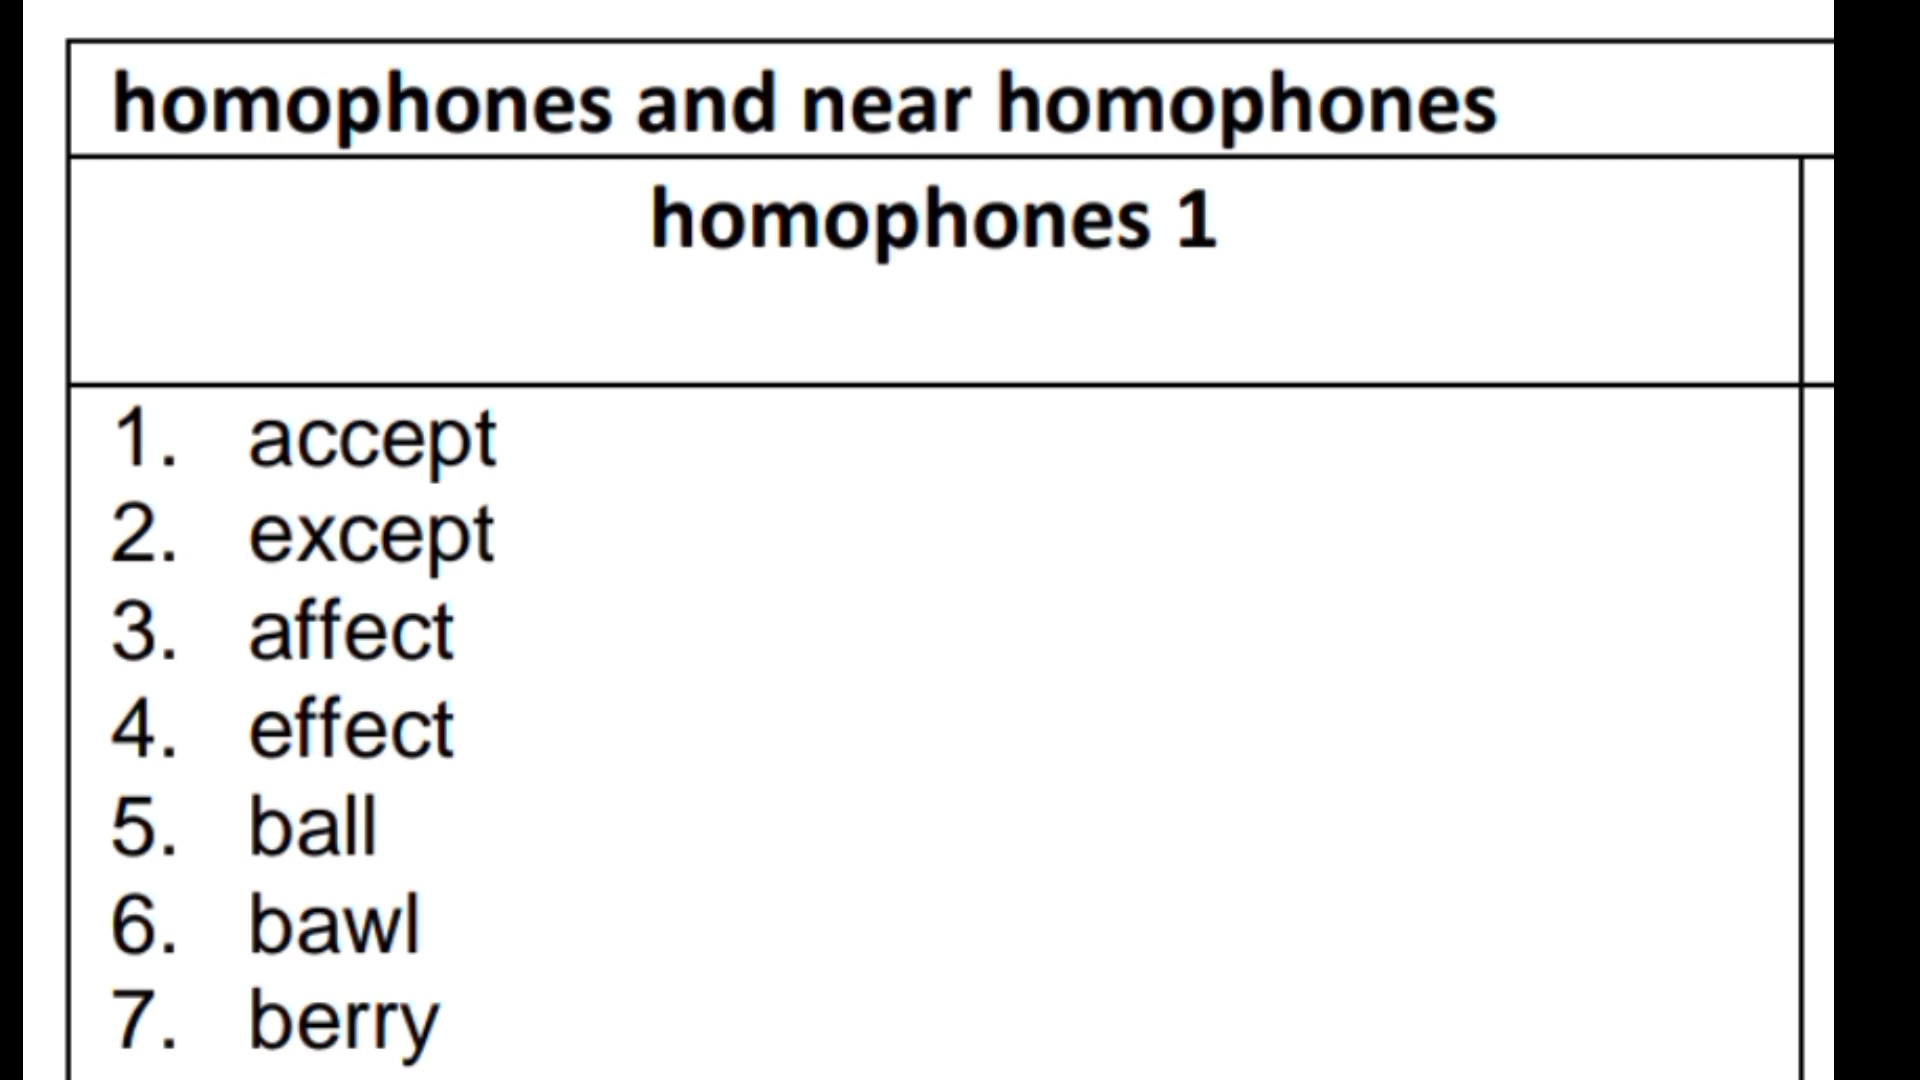 homophones and near homophones
homophones 1
1. accept
2. except
3. affect
4. effect
5. ball
6. bawl
7. berry